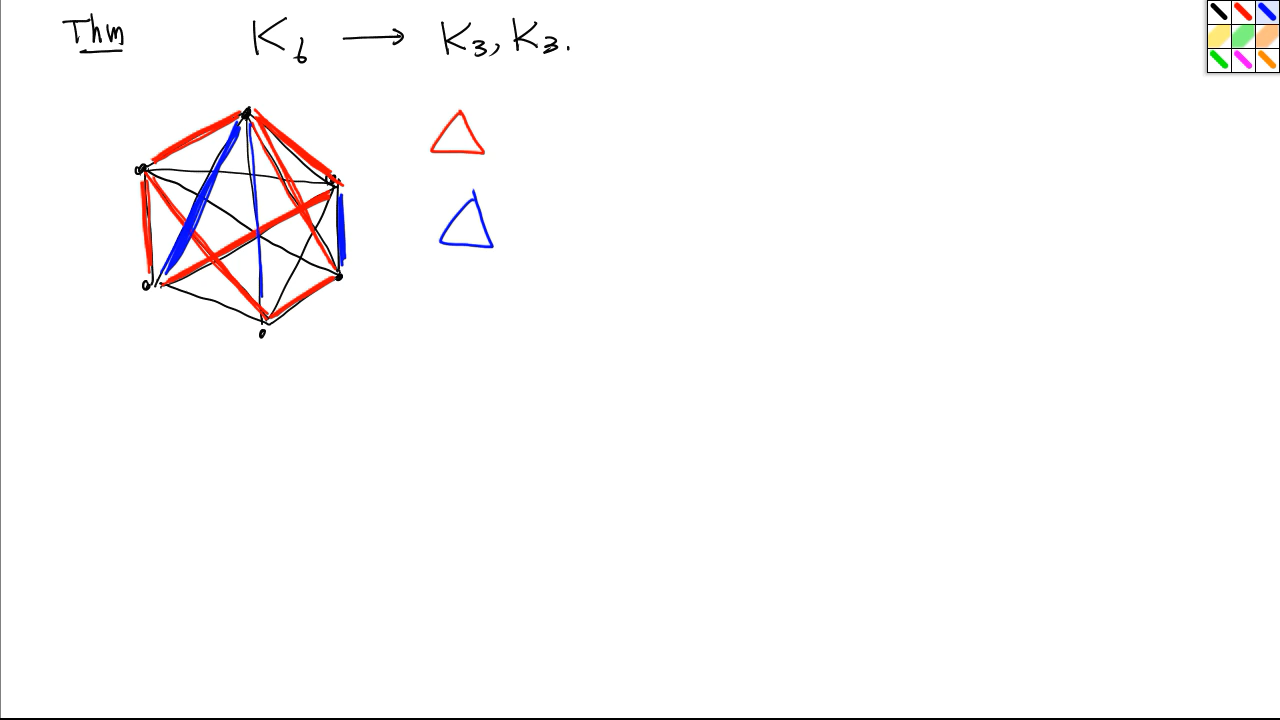 Thm K₆ → K₃, K₃.